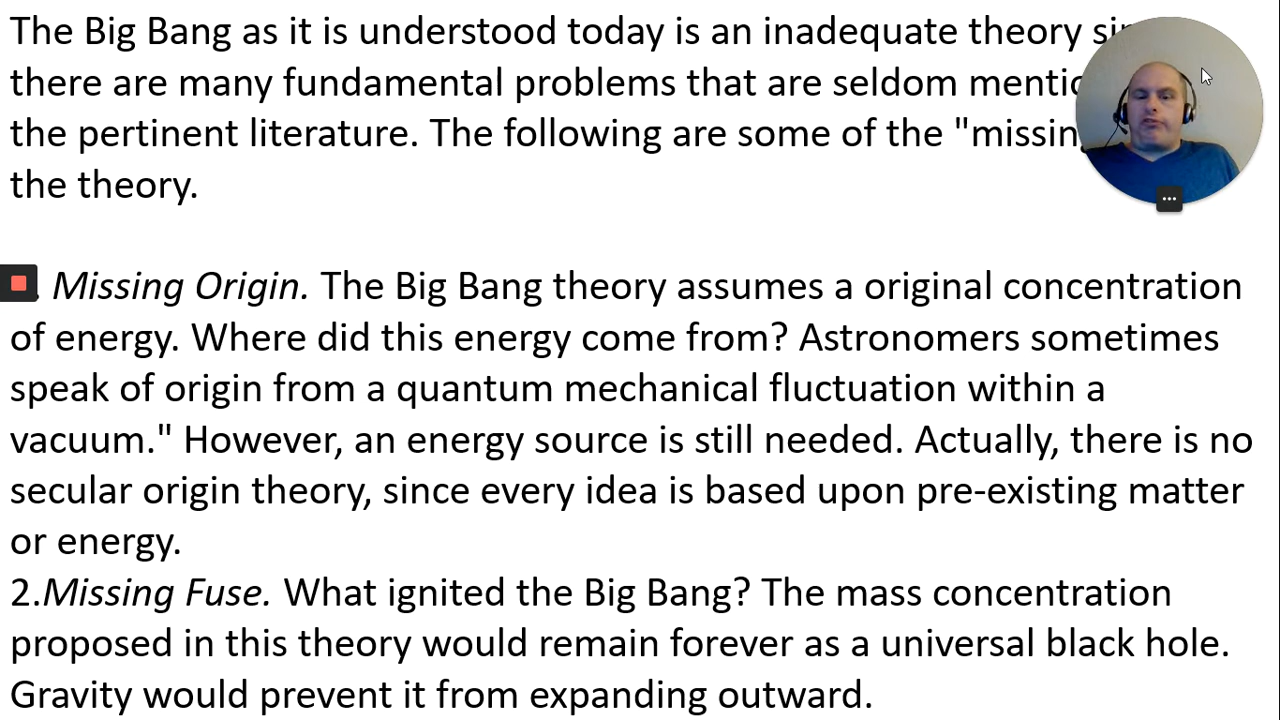 The Big Bang as it is understood today is an inadequate theory
there are many fundamental problems that are seldom
the pertinent literature. The following are some of the "missin
the theory.
Missing Origin. The Big Bang theory assumes a original concentration
of energy. Where did this energy come from? Astronomers sometimes
speak of origin from a quantum mechanical fluctuation within a
vacuum." However, an energy source is still needed. Actually, there is no
secular origin theory, since every idea is based upon pre-existing matter
or energy.
2.Missing Fuse. What ignited the Big Bang? The mass concentration
proposed in this theory would remain forever as a universal black hole.
Gravity would prevent it from expanding outward.